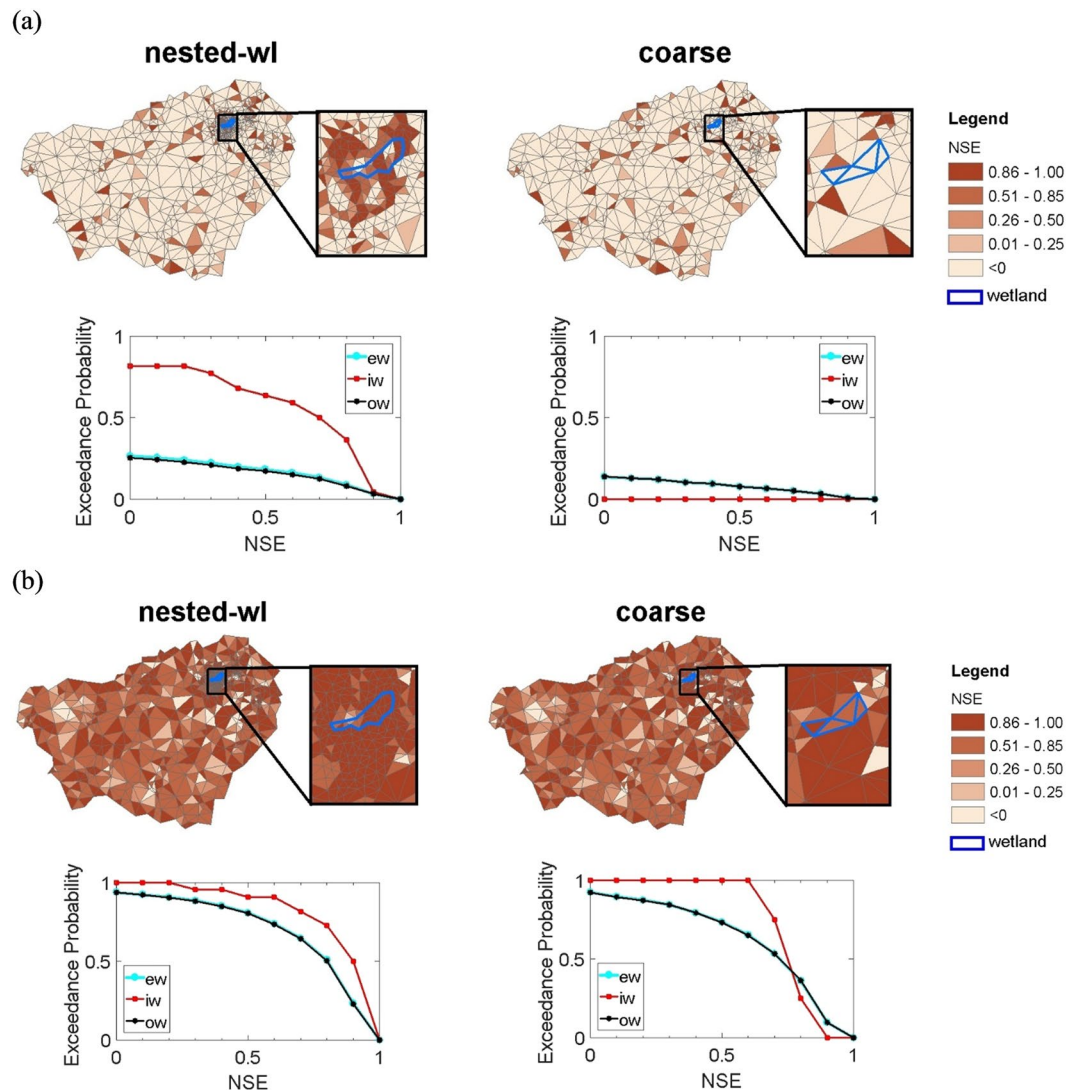 (a)
nested-wl
coarse
Legend
NSE
0.86 - 1.00
0.51 - 0.85
0.26 - 0.50
0.01 - 0.25
<0
wetland
Exceedance Probability
1
0.5
0
0 0.5 1
NSE
ew
iw
ow
Exceedance Probability
1
0.5
0
0 0.5 1
NSE
ew
iw
ow
(b)
nested-wl
coarse
Legend
NSE
0.86 - 1.00
0.51 - 0.85
0.26 - 0.50
0.01 - 0.25
<0
wetland
Exceedance Probability
1
0.5
0
0 0.5 1
NSE
ew
iw
ow
Exceedance Probability
1
0.5
0
0 0.5 1
NSE
ew
iw
ow